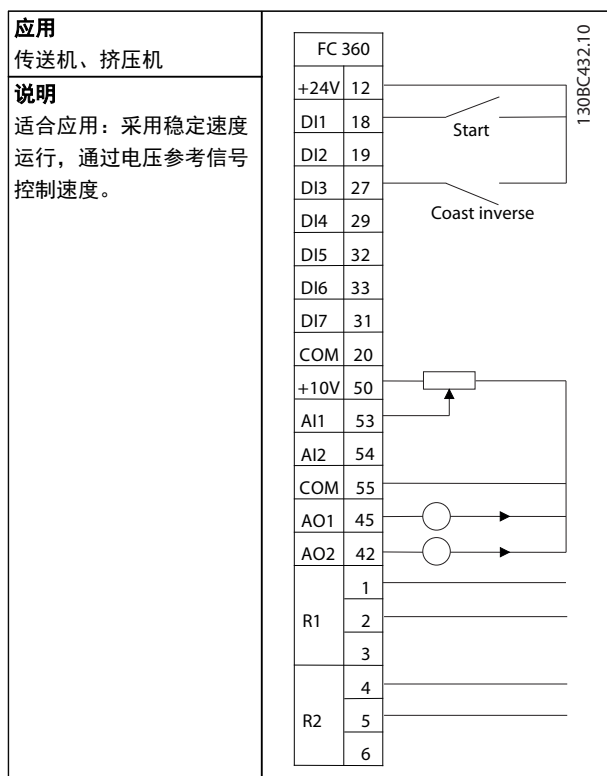 应用
传送机、挤压机
说明
适合应用：采用稳定速度
运行，通过电压参考信号
控制速度。
FC 360
+24V 12
DI1 18
DI2 19
DI3 27
DI4 29
DI5 32
DI6 33
DI7 31
COM 20
+10V 50
AI1 53
AI2 54
COM 55
AO1 45
AO2 42
R1
1
2
3
R2
4
5
6
Start
Coast inverse
130BC432.10